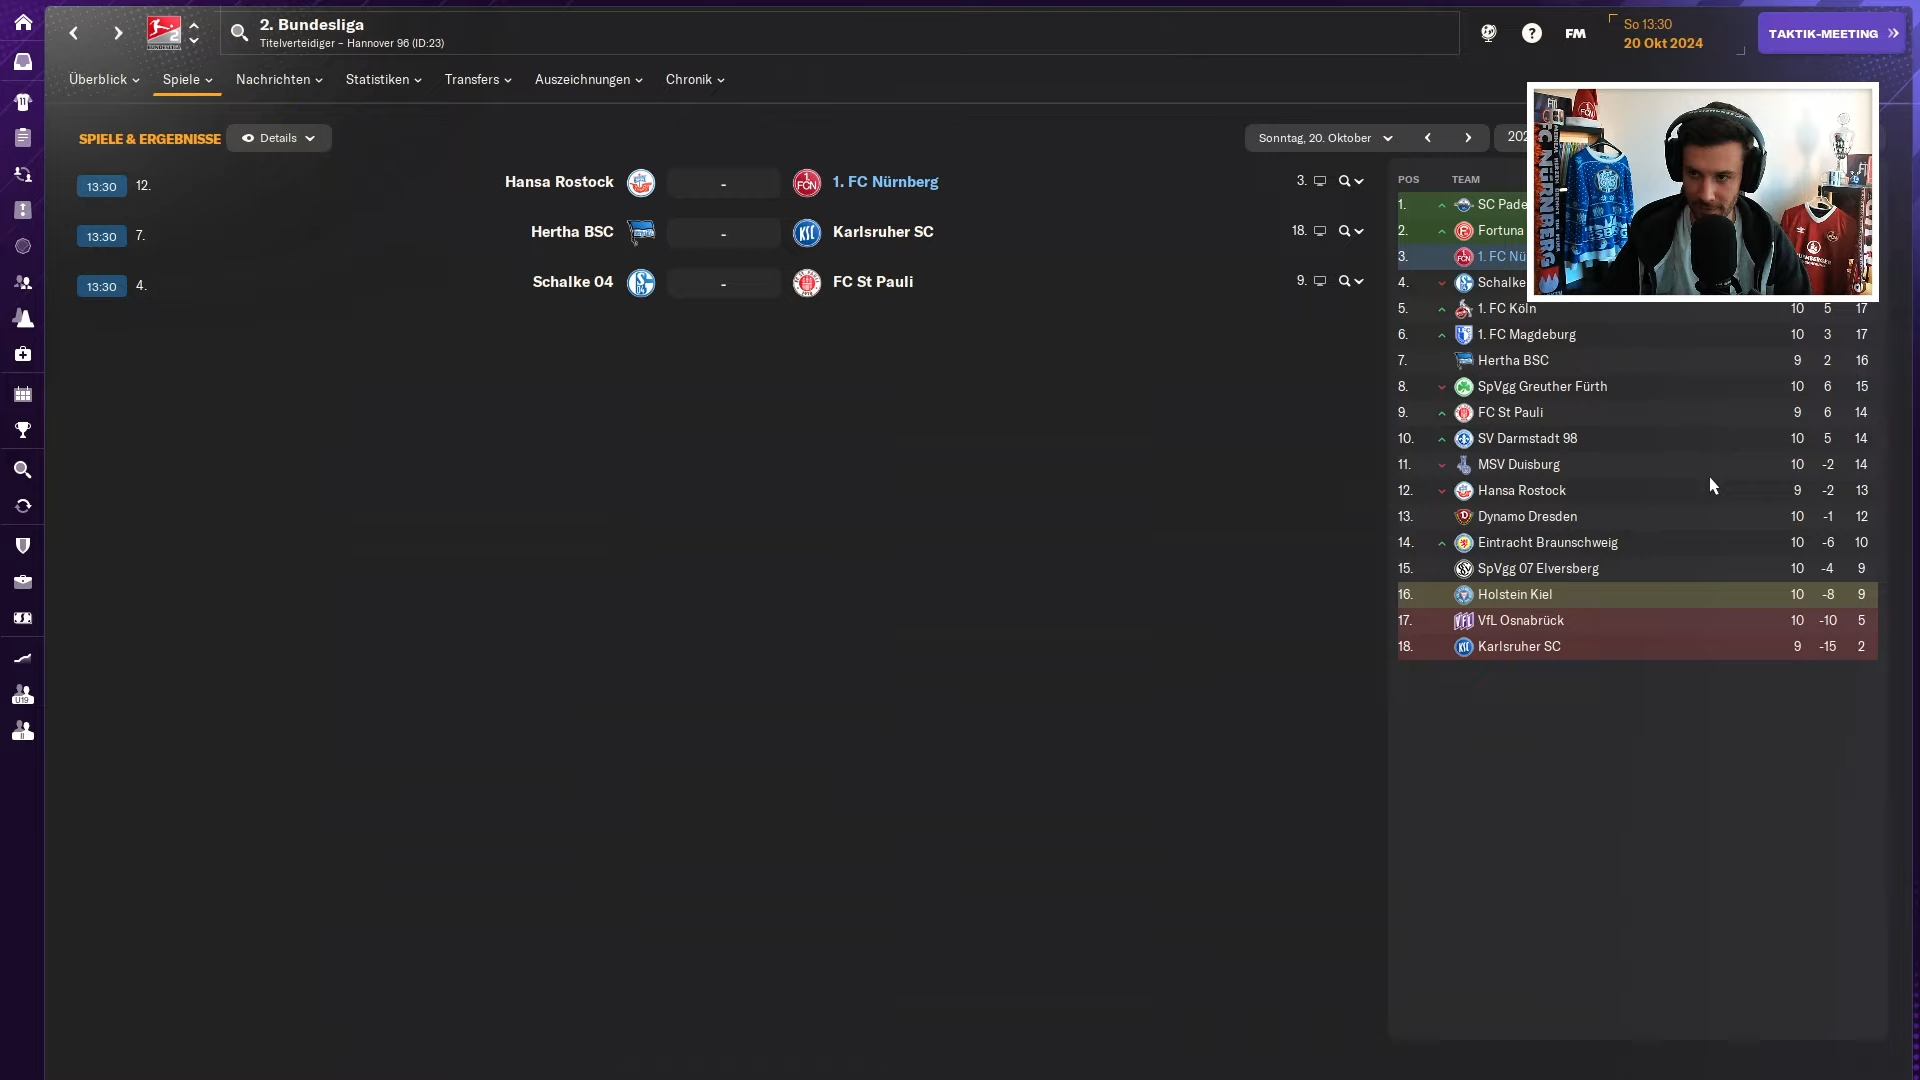 2. Bundesliga
Titelverteidiger – Hannover 96 (ID:23)
FM
So 13:30
20 Okt 2024
TAKTIK-MEETING
Überblick
Spiele
Nachrichten
Statistiken
Transfers
Auszeichnungen
Chronik
SPIELE & ERGEBNISSE
Details
Sonntag, 20. Oktober
202
13:30 12. Hansa Rostock - 1. FC Nürnberg 3.
13:30 7. Hertha BSC - Karlsruher SC 18.
13:30 4. Schalke 04 - FC St Pauli 9.
POS TEAM
1. SC Pade
2. Fortuna
3. 1. FC Nü
4. Schalke
5. 1. FC Köln 10 5 17
6. 1. FC Magdeburg 10 3 17
7. Hertha BSC 9 2 16
8. SpVgg Greuther Fürth 10 6 15
9. FC St Pauli 9 6 14
10. SV Darmstadt 98 10 5 14
11. MSV Duisburg 10 -2 14
12. Hansa Rostock 9 -2 13
13. Dynamo Dresden 10 -1 12
14. Eintracht Braunschweig 10 -6 10
15. SpVgg 07 Elversberg 10 -4 9
16. Holstein Kiel 10 -8 9
17. VfL Osnabrück 10 -10 5
18. Karlsruher SC 9 -15 2
FC NÜRNBERG
U19
II